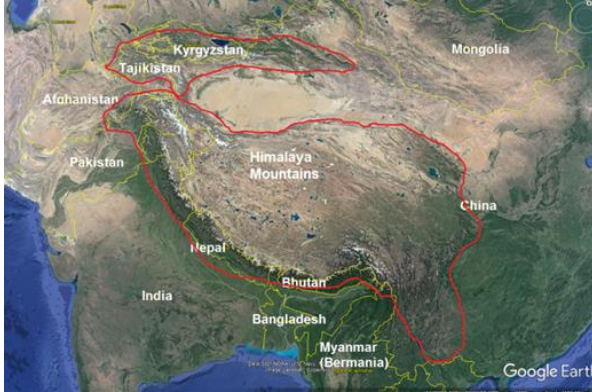 Mongolia
Kyrgyzstan
Tajikistan
Afghanistan
Pakistan
Himalaya
Mountains
China
Nepal
Bhutan
India
Bangladesh
Myanmar
(Bermania)
Google Earth